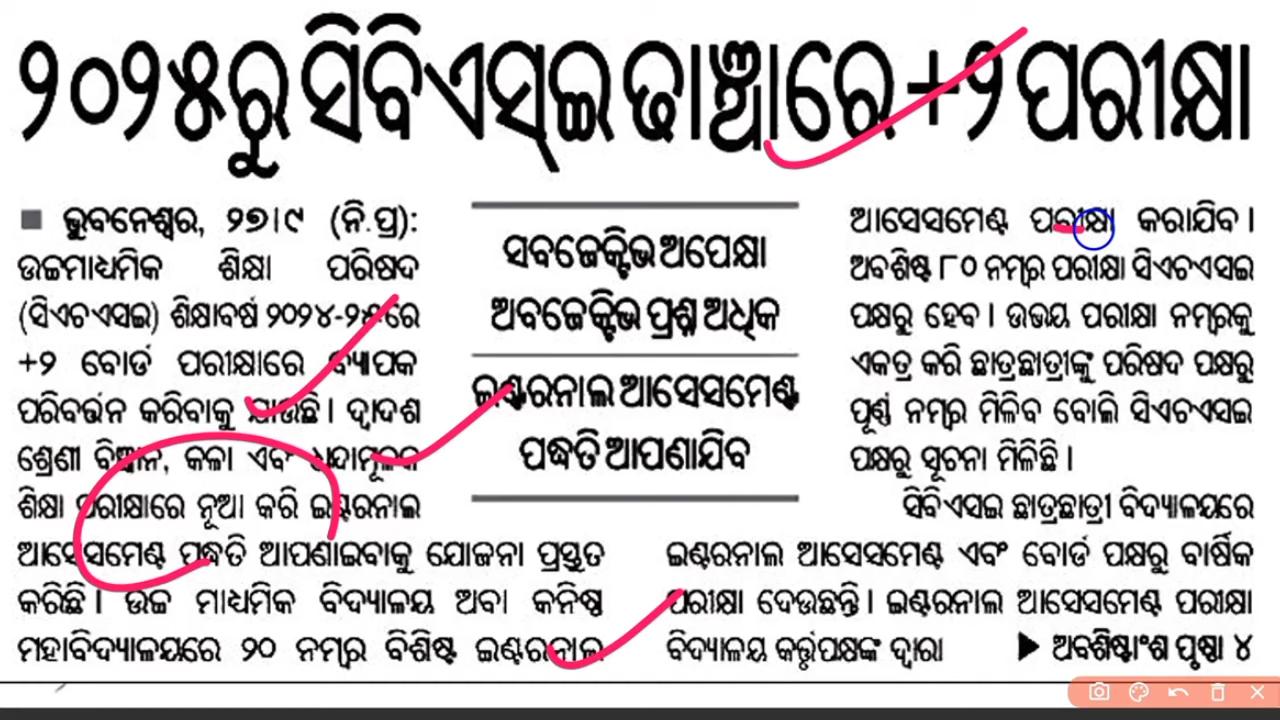 ୨୦୨୫ରୁ ସିବିଏସ୍ଇ ଢାଞ୍ଚାରେ +୨ ପରୀକ୍ଷା
■ ଭୁବନେଶ୍ୱର, ୨୭।୯ (ନି.ପ୍ର):
ଉଚ୍ଚମାଧ୍ୟମିକ ଶିକ୍ଷା ପରିଷଦ
(ସିଏଚଏସଇ) ଶିକ୍ଷାବର୍ଷ ୨୦୨୪-୨୫ରେ
+୨ ବୋର୍ଡ ପରୀକ୍ଷାରେ ବ୍ୟାପକ
ପରିବର୍ତ୍ତନ କରିବାକୁ ଯାଉଛି। ଦ୍ୱାଦଶ
ଶ୍ରେଣୀ ବିଜ୍ଞାନ, କଳା ଏବଂ ଧନ୍ଦାମୂଳକ
ଶିକ୍ଷା ପରୀକ୍ଷାରେ ନୂଆ କରି ଇଣ୍ଟରନାଲ
ଆସେସମେଣ୍ଟ ପଦ୍ଧତି ଆପଣାଇବାକୁ ଯୋଜନା ପ୍ରସ୍ତୁତ
କରିଛି। ଉଚ୍ଚ ମାଧ୍ୟମିକ ବିଦ୍ୟାଳୟ ଅବା କନିଷ୍ଠ
ମହାବିଦ୍ୟାଳୟରେ ୨୦ ନମ୍ବର ବିଶିଷ୍ଟ ଇଣ୍ଟରନାଲ
ସବଜେକ୍ଟିଭ ଅପେକ୍ଷା
ଅବଜେକ୍ଟିଭ ପ୍ରଶ୍ନ ଅଧିକ
ଇଣ୍ଟରନାଲ ଆସେସମେଣ୍ଟ
ପଦ୍ଧତି ଆପଣାଯିବ
ଆସେସମେଣ୍ଟ ପରୀକ୍ଷା କରାଯିବ।
ଅବଶିଷ୍ଟ ୮୦ ନମ୍ବର ପରୀକ୍ଷା ସିଏଚଏସଇ
ପକ୍ଷରୁ ହେବ। ଉଭୟ ପରୀକ୍ଷା ନମ୍ବରକୁ
ଏକତ୍ର କରି ଛାତ୍ରଛାତ୍ରୀଙ୍କୁ ପରିଷଦ ପକ୍ଷରୁ
ପୂର୍ଣ୍ଣ ନମ୍ବର ମିଳିବ ବୋଲି ସିଏଚଏସଇ
ପକ୍ଷରୁ ସୂଚନା ମିଳିଛି।
ସିବିଏସଇ ଛାତ୍ରଛାତ୍ରୀ ବିଦ୍ୟାଳୟରେ
ଇଣ୍ଟରନାଲ ଆସେସମେଣ୍ଟ ଏବଂ ବୋର୍ଡ ପକ୍ଷରୁ ବାର୍ଷିକ
ପରୀକ୍ଷା ଦେଉଛନ୍ତି। ଇଣ୍ଟରନାଲ ଆସେସମେଣ୍ଟ ପରୀକ୍ଷା
ବିଦ୍ୟାଳୟ କର୍ତ୍ତୃପକ୍ଷଙ୍କ ଦ୍ୱାରା ▶ ଅବଶିଷ୍ଟାଂଶ ପୃଷ୍ଠା ୪